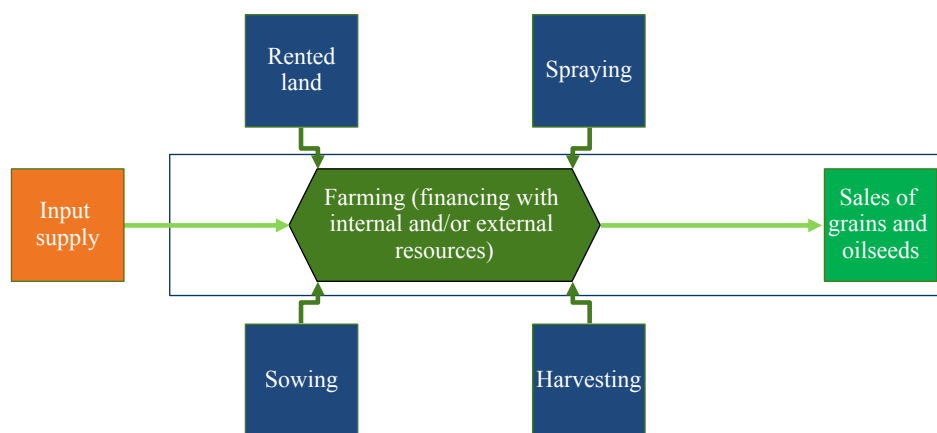 Rented
land
Spraying
Input
supply
Farming (financing with
internal and/or external
resources)
Sales of
grains and
oilseeds
Sowing
Harvesting